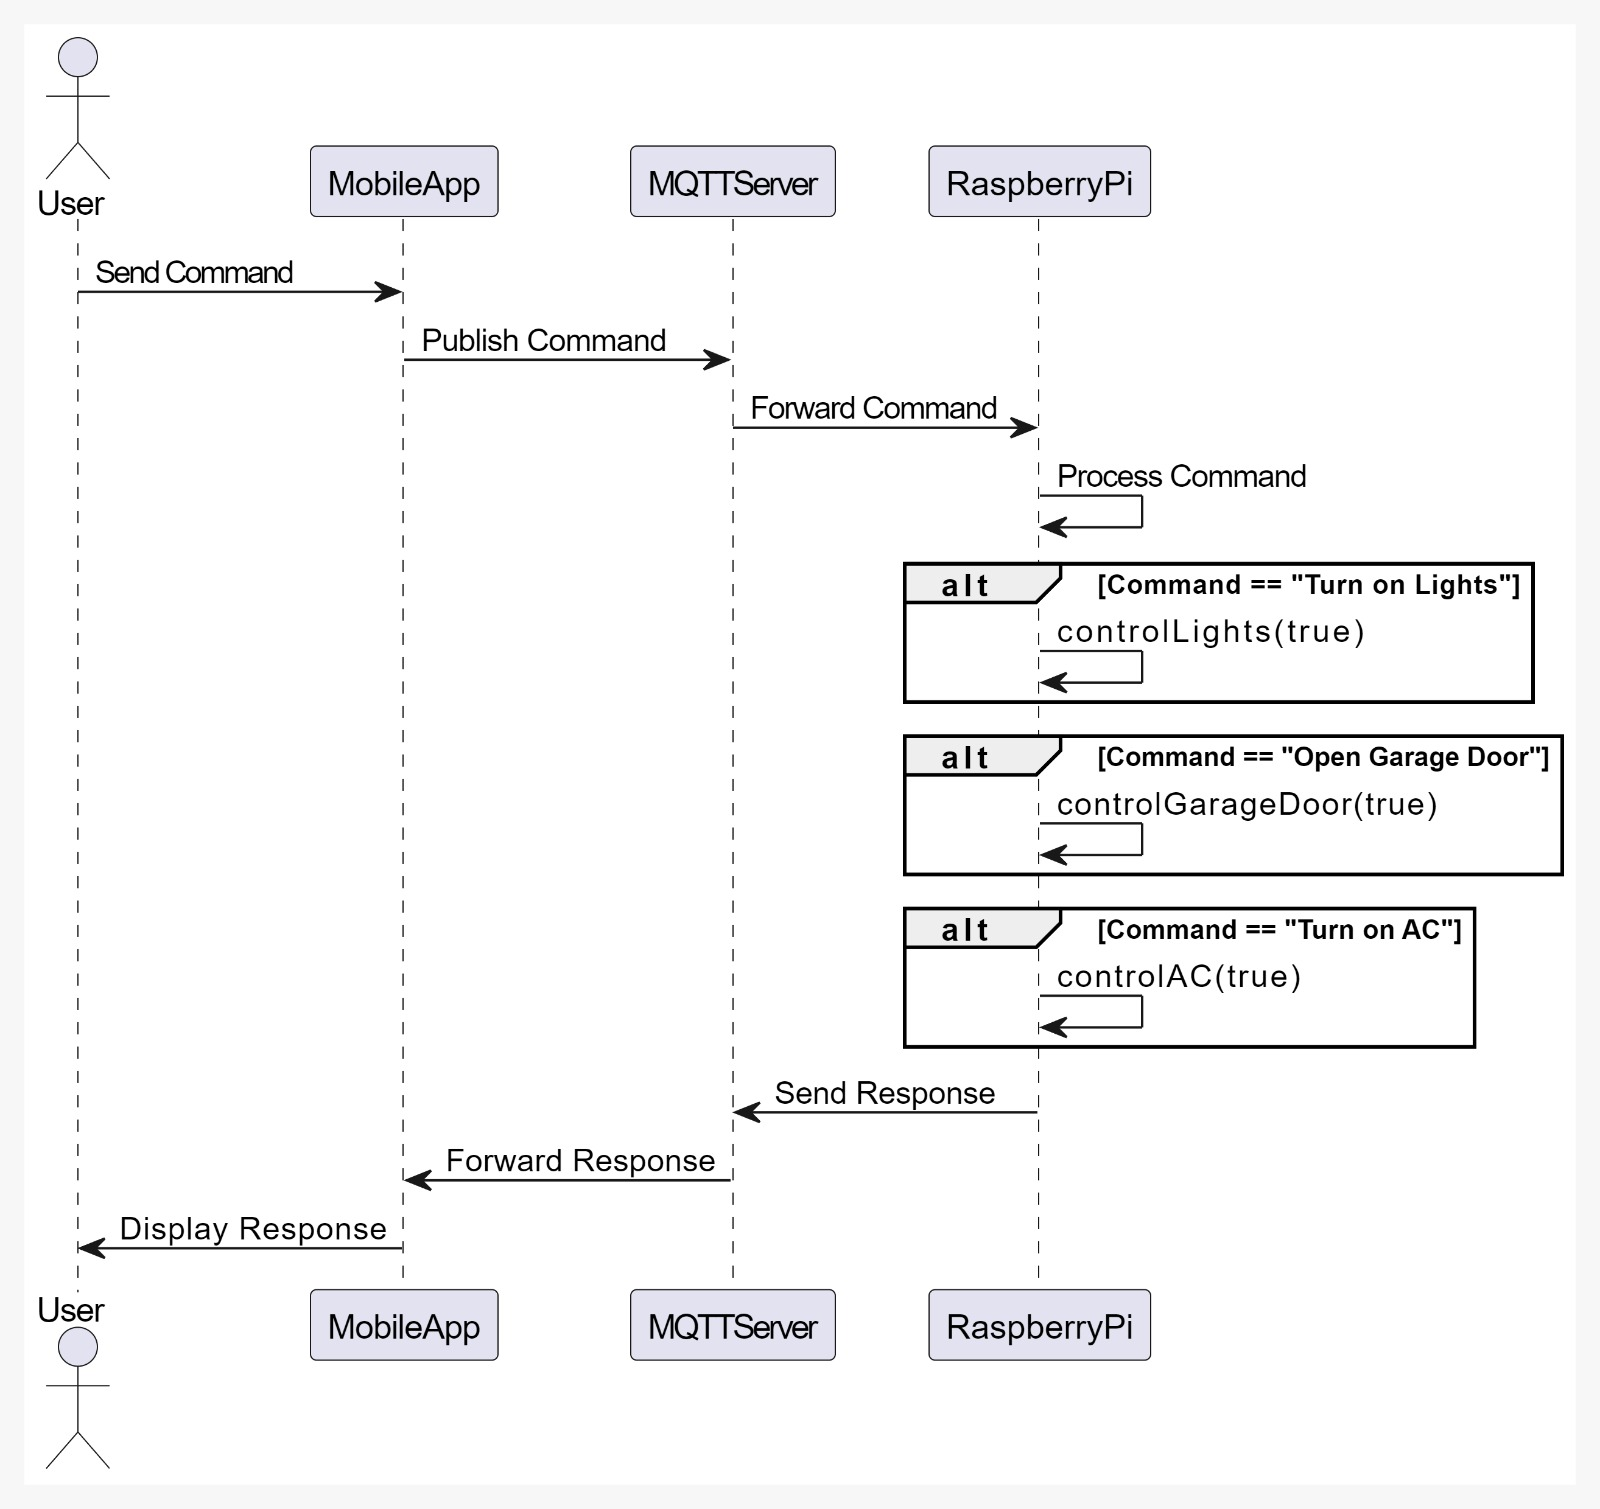 User
MobileApp
MQTTServer
RaspberryPi
Send Command
Publish Command
Forward Command
Process Command
alt
[Command == "Turn on Lights"]
controlLights(true)
alt
[Command == "Open Garage Door"]
controlGarageDoor(true)
alt
[Command == "Turn on AC"]
controlAC(true)
Send Response
Forward Response
Display Response
User
MobileApp
MQTTServer
RaspberryPi